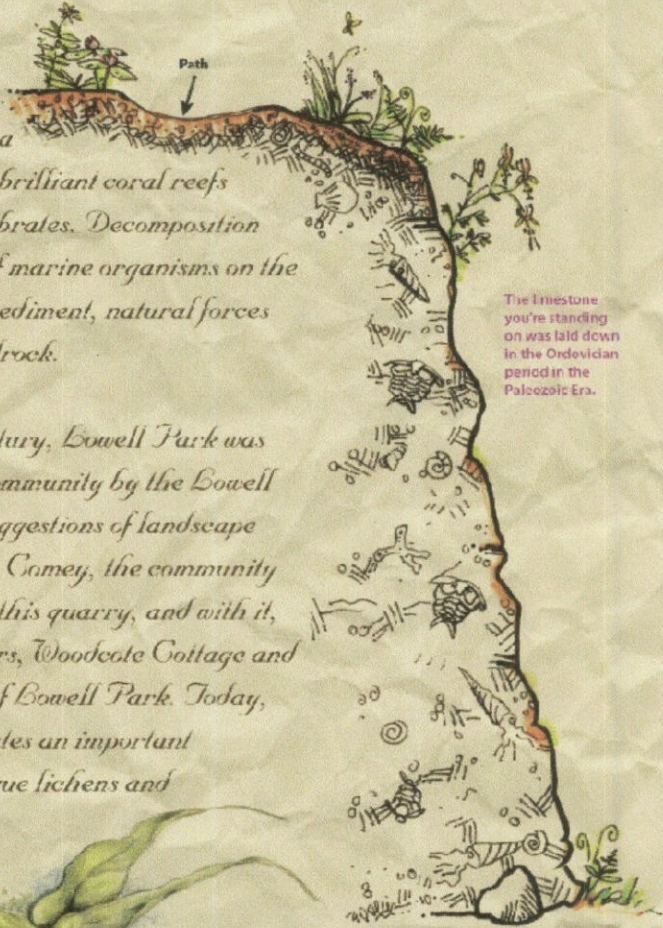 Path
a
brilliant coral reefs
brates. Decomposition
f marine organisms on the
ediment, natural forces
drock.
tury, Lowell Park was
mmunity by the Lowell
ggestions of landscape
Comey, the community
this quarry, and with it,
rs, Woodcote Cottage and
f Lowell Park. Today,
tes an important
ue lichens and
The limestone
you're standing
on was laid down
in the Ordovician
period in the
Paleozoic Era.